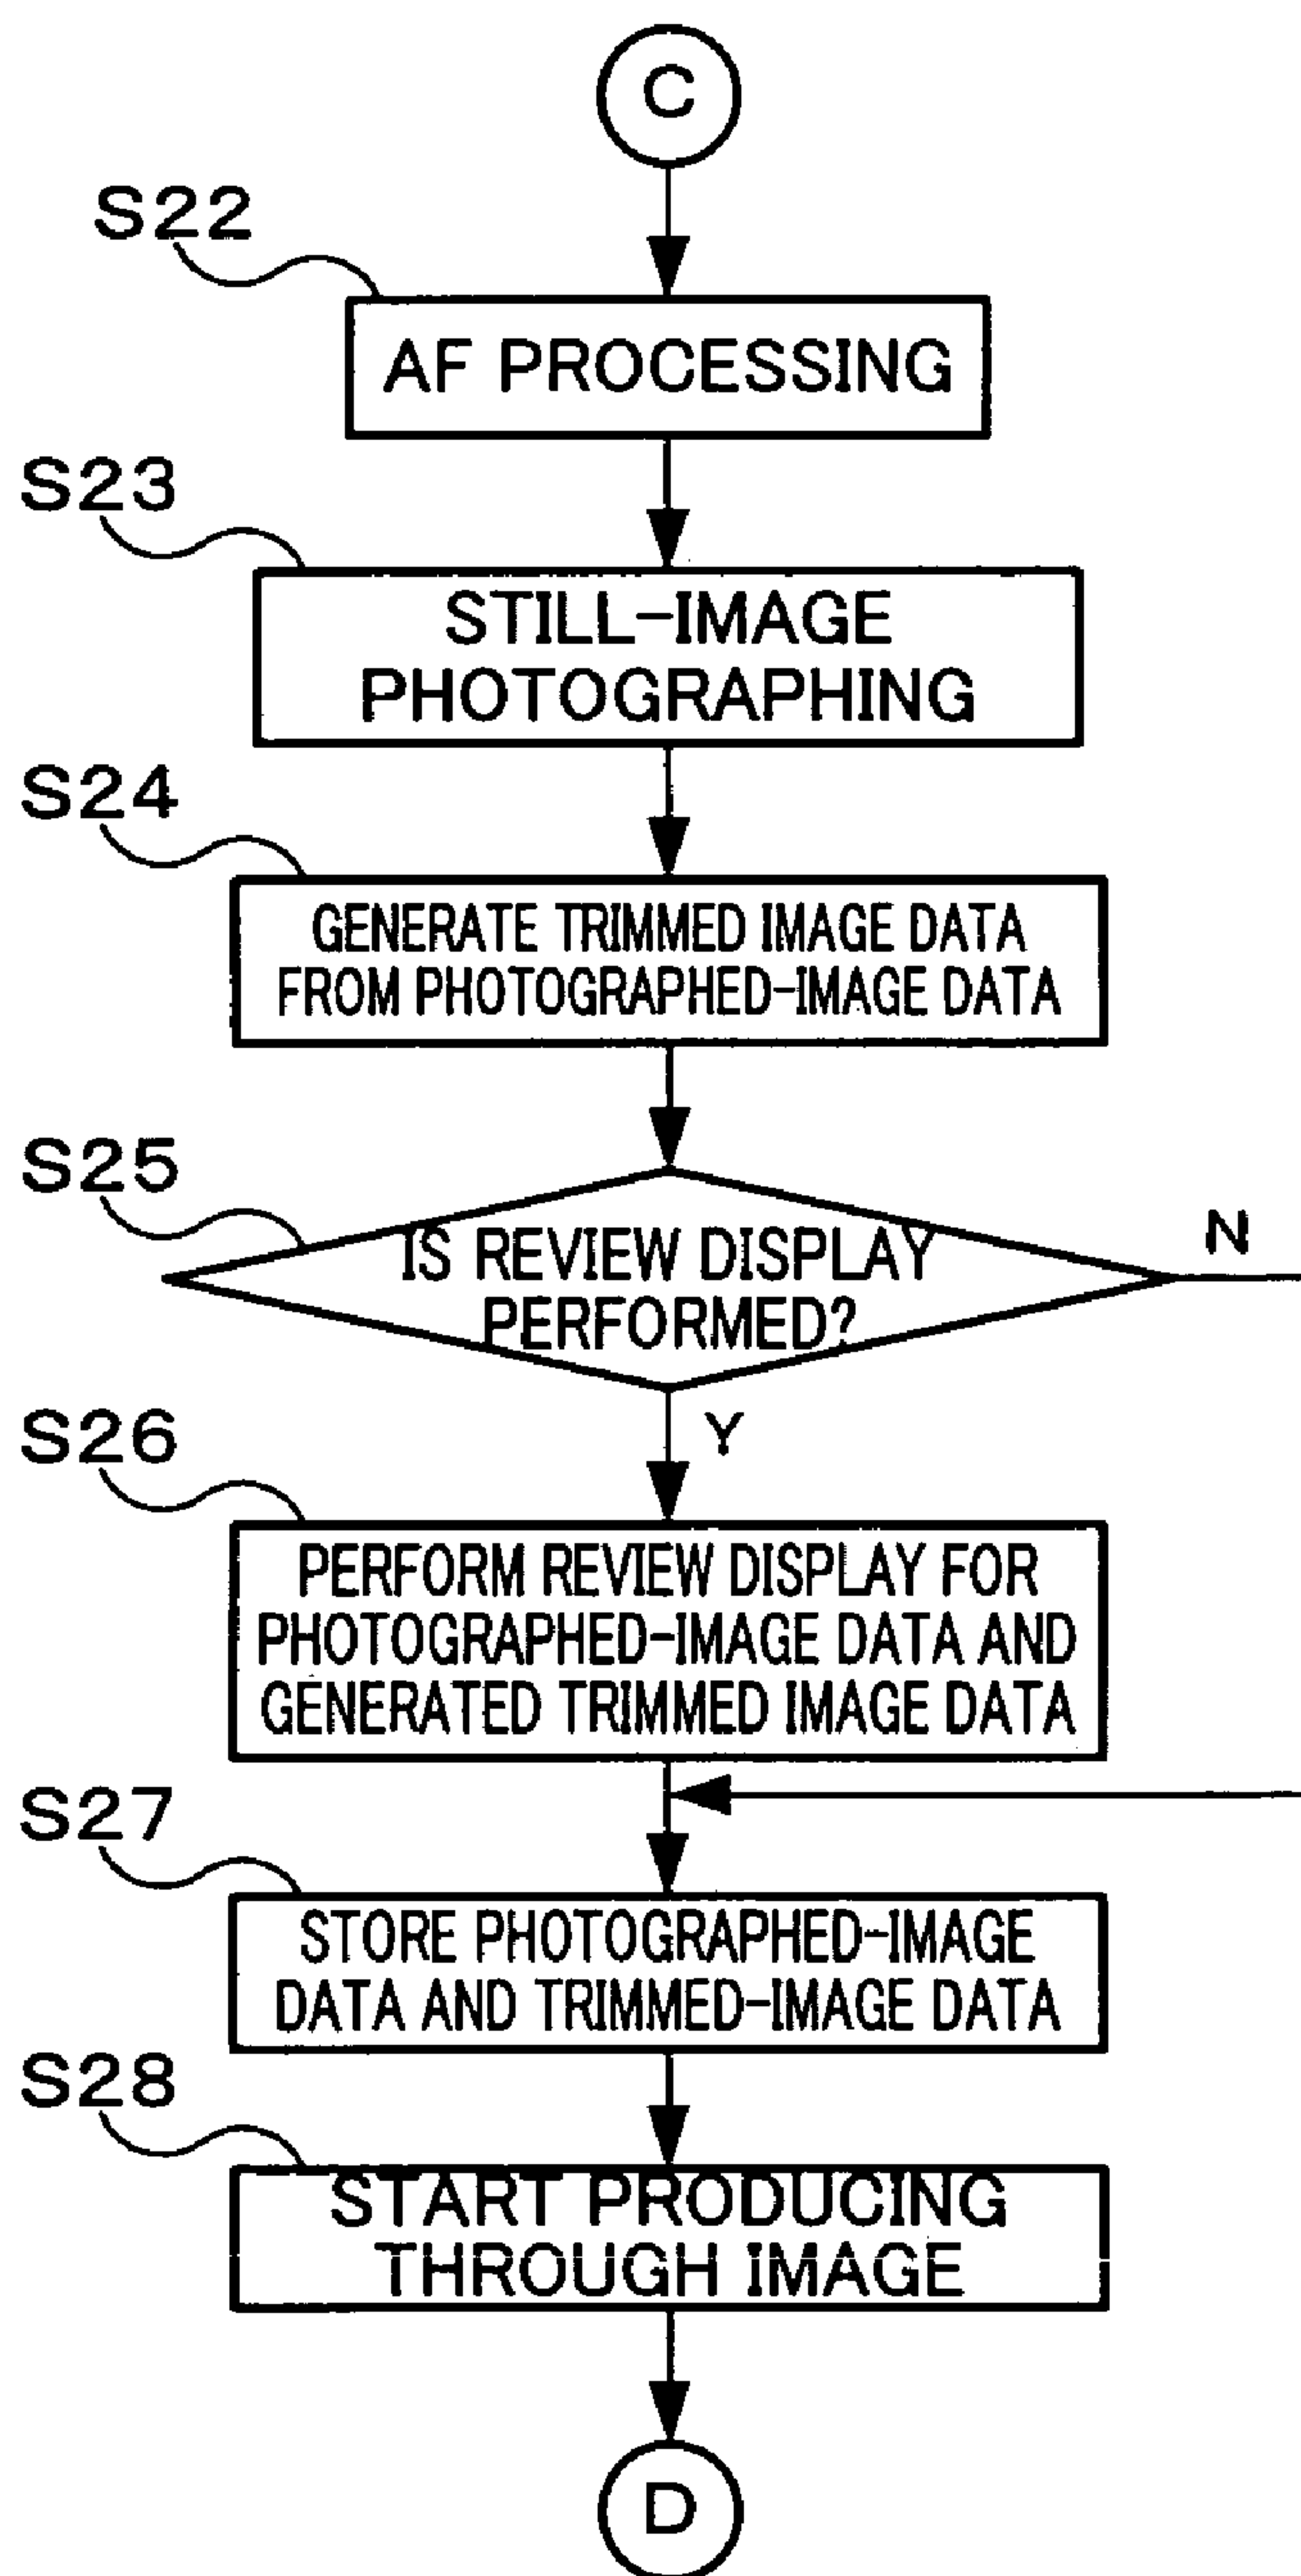 C
S22
AF PROCESSING
S23
STILL-IMAGE
PHOTOGRAPHING
S24
GENERATE TRIMMED IMAGE DATA
FROM PHOTOGRAPHED-IMAGE DATA
S25
IS REVIEW DISPLAY
PERFORMED?
N
Y
S26
PERFORM REVIEW DISPLAY FOR
PHOTOGRAPHED-IMAGE DATA AND
GENERATED TRIMMED IMAGE DATA
S27
STORE PHOTOGRAPHED-IMAGE
DATA AND TRIMMED-IMAGE DATA
S28
START PRODUCING
THROUGH IMAGE
D